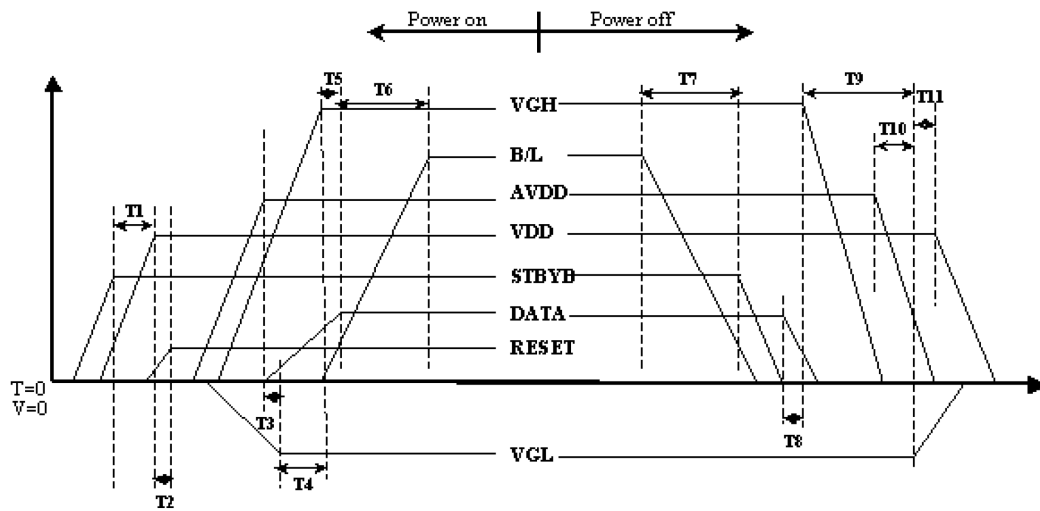 Power on
Power off
T5
T6
VGH
T7
T9
T11
T10
B/L
AVDD
T1
VDD
STBYB
DATA
RESET
T=0
V=0
T3
T8
VGL
T4
T2